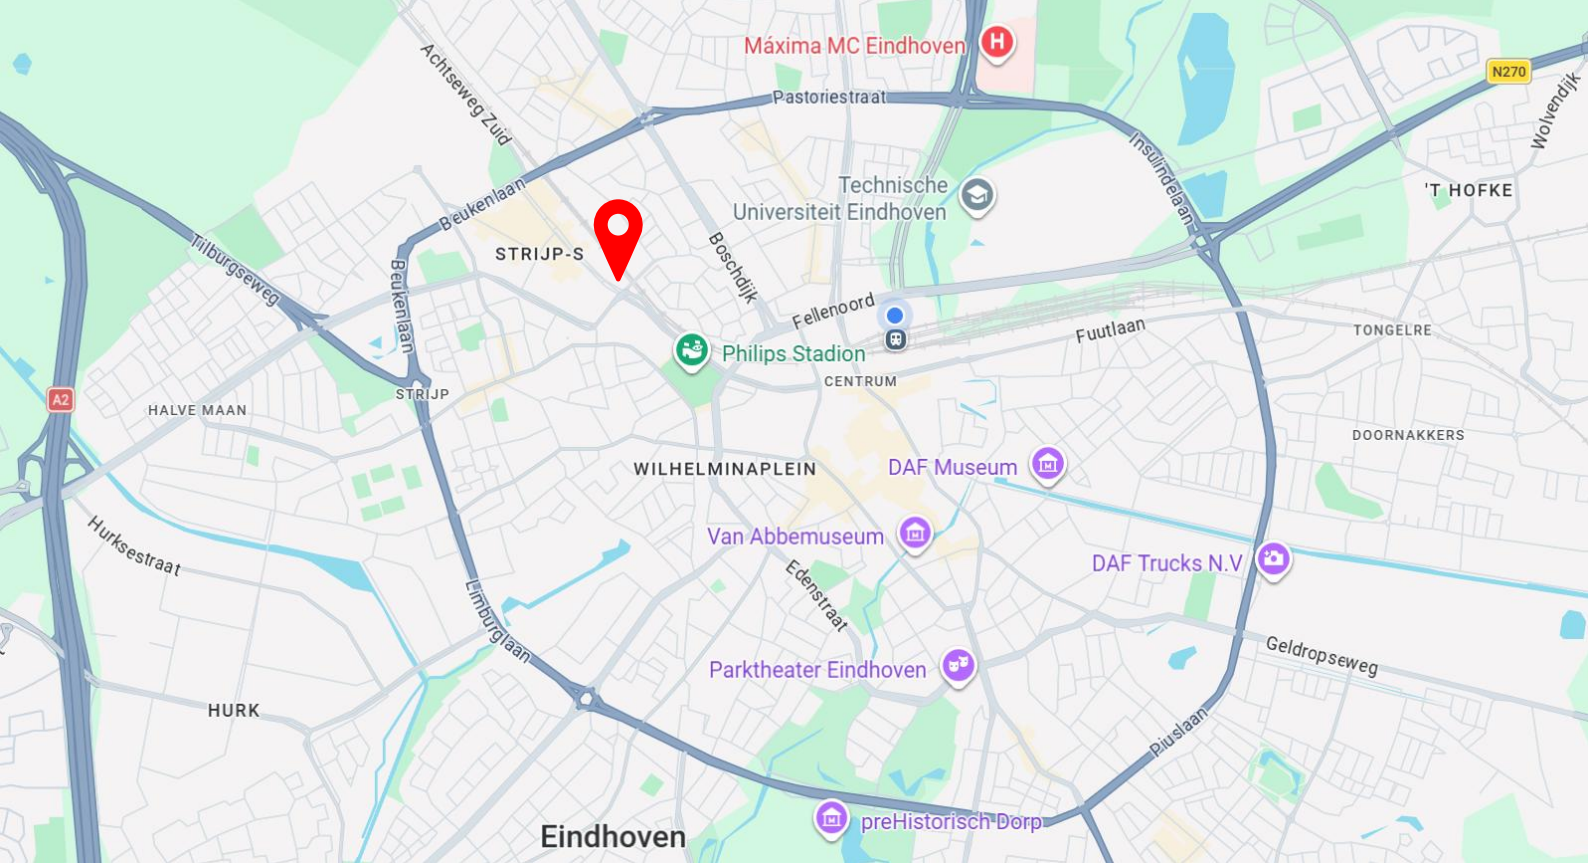 Máxima MC Eindhoven
H
N270
Achtseweg Zuid
Pastoriestraat
Wolvendijk
Insulindelaan
Technische
Universiteit Eindhoven
'T HOFKE
Beukenlaan
STRIJP-S
Boschdijk
Tilburgseweg
Beukenlaan
Fellenoord
Fuutlaan
TONGELRE
Philips Stadion
CENTRUM
STRIJP
A2
HALVE MAAN
DOORNAKKERS
WILHELMINAPLEIN
DAF Museum
Hurksestraat
Van Abbemuseum
DAF Trucks N.V
Edenstraat
Limburglaan
Geldropseweg
Parktheater Eindhoven
HURK
Piuslaan
Eindhoven
preHistorisch Dorp